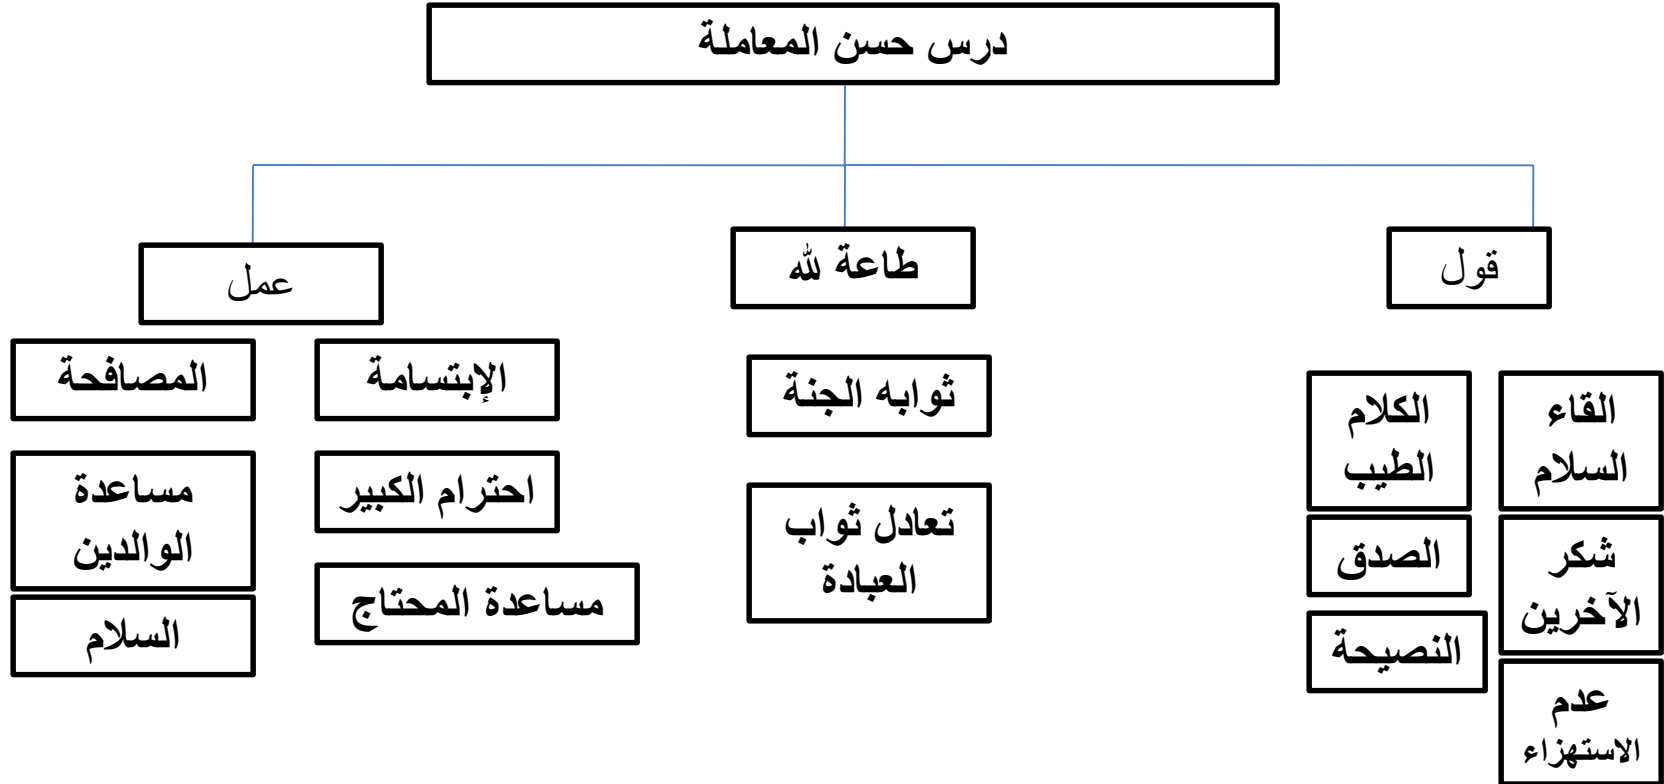 درس حسن المعاملة
قول
القاء
السلام
شكر
الآخرين
عدم
الاستهزاء
الكلام
الطيب
الصدق
النصيحة
طاعة لله
ثوابه الجنة
تعادل ثواب
العبادة
عمل
الإبتسامة
احترام الكبير
مساعدة المحتاج
المصافحة
مساعدة
الوالدين
السلام